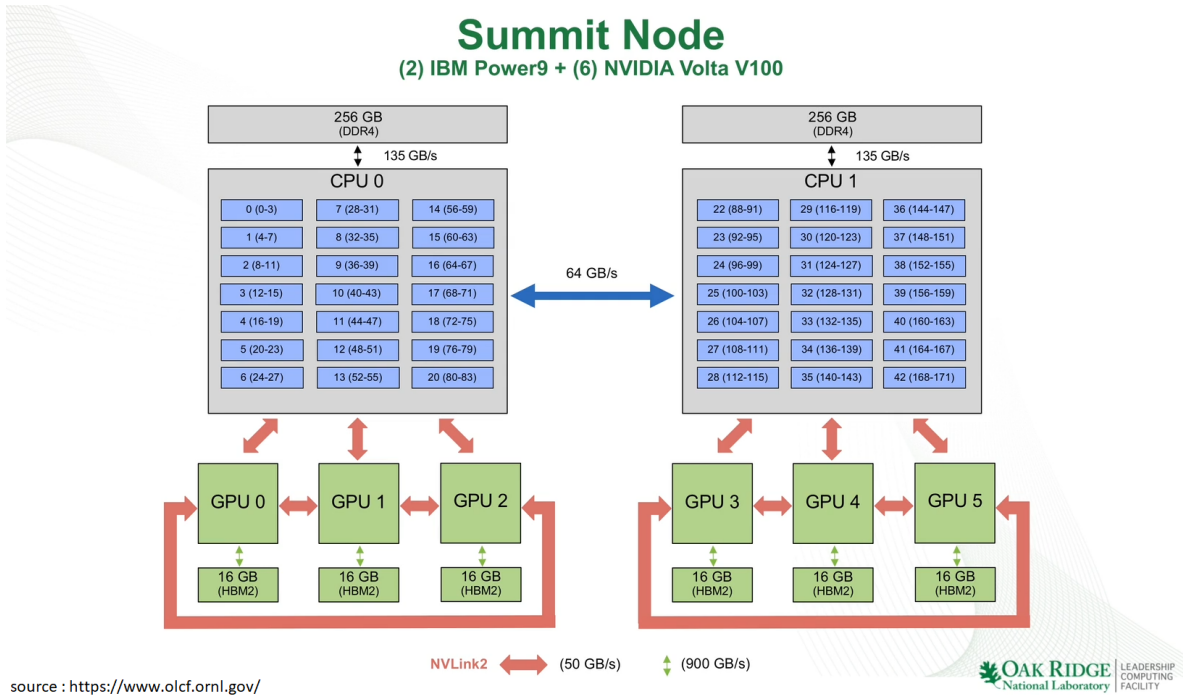 Summit Node
(2) IBM Power9 + (6) NVIDIA Volta V100
256 GB
(DDR4)
135 GB/s
CPU 0
0 (0-3)
7 (28-31)
14 (56-59)
1 (4-7)
8 (32-35)
15 (60-63)
2 (8-11)
9 (36-39)
16 (64-67)
3 (12-15)
10 (40-43)
17 (68-71)
4 (16-19)
11 (44-47)
18 (72-75)
5 (20-23)
12 (48-51)
19 (76-79)
6 (24-27)
13 (52-55)
20 (80-83)
64 GB/s
256 GB
(DDR4)
135 GB/s
CPU 1
22 (88-91)
29 (116-119)
36 (144-147)
23 (92-95)
30 (120-123)
37 (148-151)
24 (96-99)
31 (124-127)
38 (152-155)
25 (100-103)
32 (128-131)
39 (156-159)
26 (104-107)
33 (132-135)
40 (160-163)
27 (108-111)
34 (136-139)
41 (164-167)
28 (112-115)
35 (140-143)
42 (168-171)
GPU 0
GPU 1
GPU 2
16 GB
(HBM2)
16 GB
(HBM2)
16 GB
(HBM2)
GPU 3
GPU 4
GPU 5
16 GB
(HBM2)
16 GB
(HBM2)
16 GB
(HBM2)
NVLink2
(50 GB/s)
(900 GB/s)
source : https://www.olcf.ornl.gov/
OAK RIDGE
National Laboratory
LEADERSHIP
COMPUTING
FACILITY